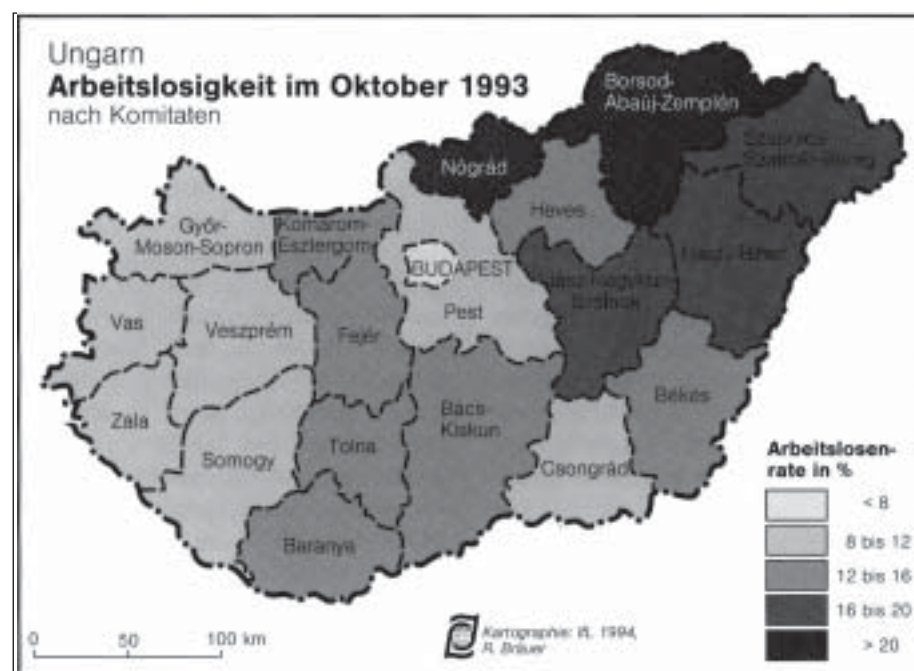 Ungarn
Arbeitslosigkeit im Oktober 1993
nach Komitaten
Borsod-
Abaúj-Zemplén
Nógrád
Heves
Győr-
Moson-Sopron
Komárom-
Esztergom
BUDAPEST
Pest
Vas
Veszprém
Fejér
Zala
Somogy
Tolna
Bács-
Kiskun
Békés
Csongrád
Baranya
Arbeitslosen-
rate in %
< 8
8 bis 12
12 bis 16
16 bis 20
> 20
0 50 100 km
Kartographie: IfL 1994,
R. Bräuer